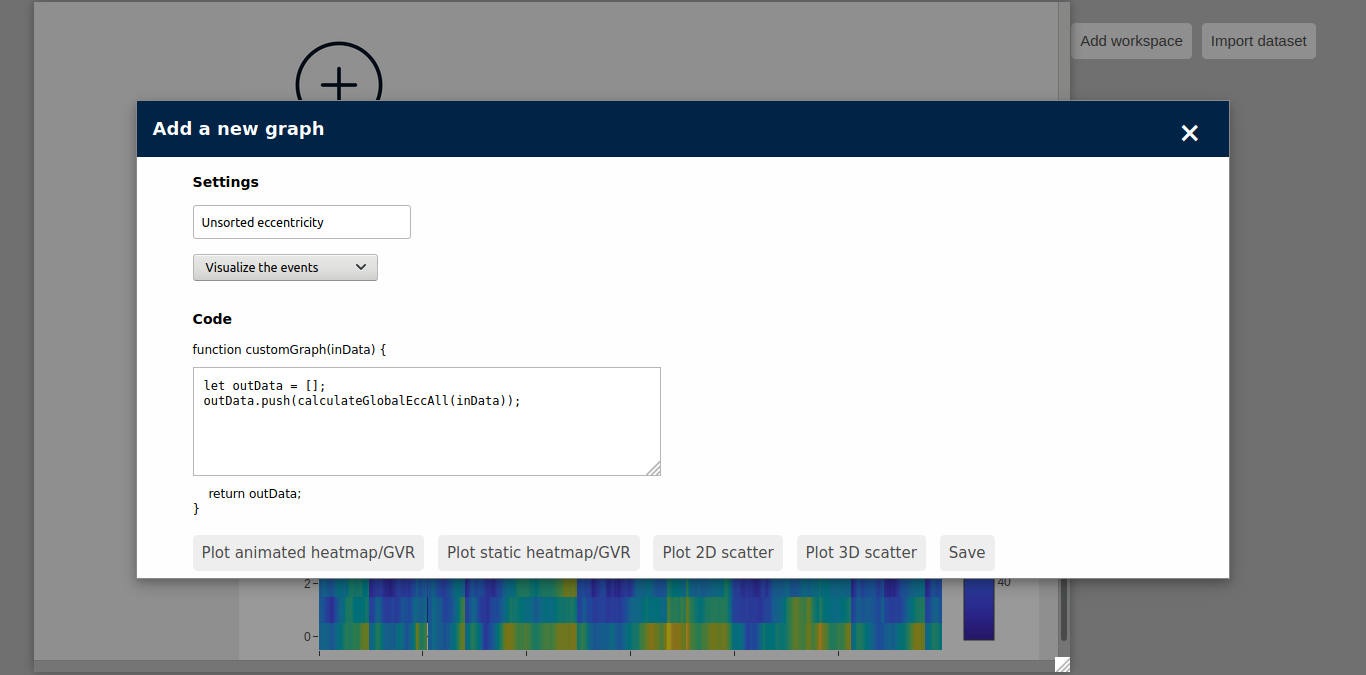 Add workspace
Import dataset
Add a new graph
Settings
Unsorted eccentricity
Visualize the events
Code
function customGraph(inData) {
let outData = [];
outData.push(calculateGlobalEccAll(inData));
return outData;
}
Plot animated heatmap/GVR
Plot static heatmap/GVR
Plot 2D scatter
Plot 3D scatter
Save
2
40
0